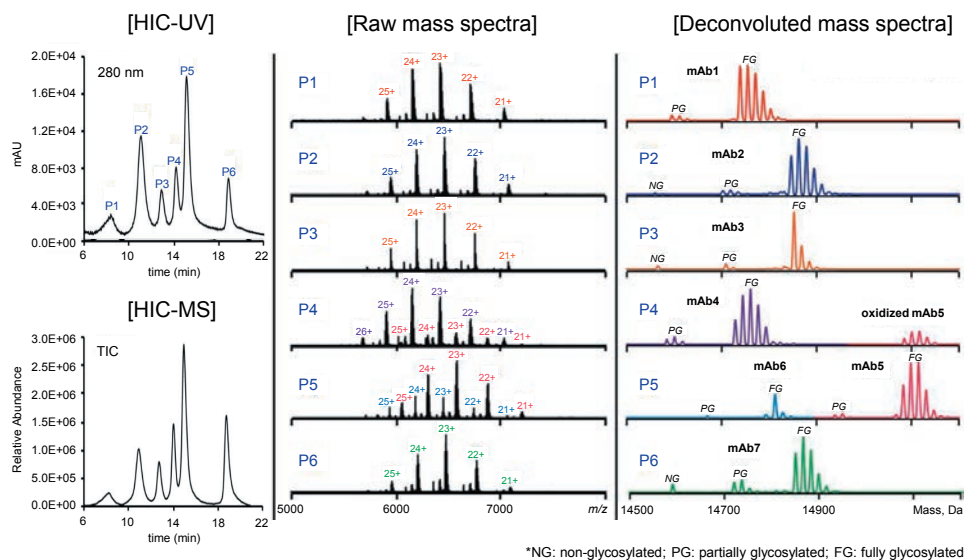 [HIC-UV]
[Raw mass spectra]
[Deconvoluted mass spectra]
2.0E+04
1.6E+04
1.2E+04
8.0E+03
4.0E+03
0.0E+00
mAU
280 nm
P1
P2
P3
P4
P5
P6
6 10 14 18 22
time (min)
[HIC-MS]
TIC
3.0E+06
2.5E+06
2.0E+06
1.5E+06
1.0E+06
5.0E+05
0.0E+00
Relative Abundance
6 10 14 18 22
time (min)
P1
25+ 24+ 23+ 22+ 21+
P2
25+ 24+ 23+ 22+ 21+
P3
25+ 24+ 23+ 22+ 21+
P4
26+ 25+ 25+ 24+ 24+ 23+ 23+ 22+ 22+ 21+ 21+
P5
25+ 25+ 24+ 24+ 23+ 23+ 22+ 22+ 21+ 21+
P6
25+ 24+ 23+ 22+ 21+
5000 6000 7000 m/z
P1 mAb1
PG FG
P2 mAb2
NG PG FG
P3 mAb3
NG PG FG
P4 mAb4 oxidized mAb5
PG FG
P5 mAb6 mAb5
PG FG PG FG
P6 mAb7
NG PG FG
14500 14700 14900 Mass, Da
*NG: non-glycosylated; PG: partially glycosylated; FG: fully glycosylated